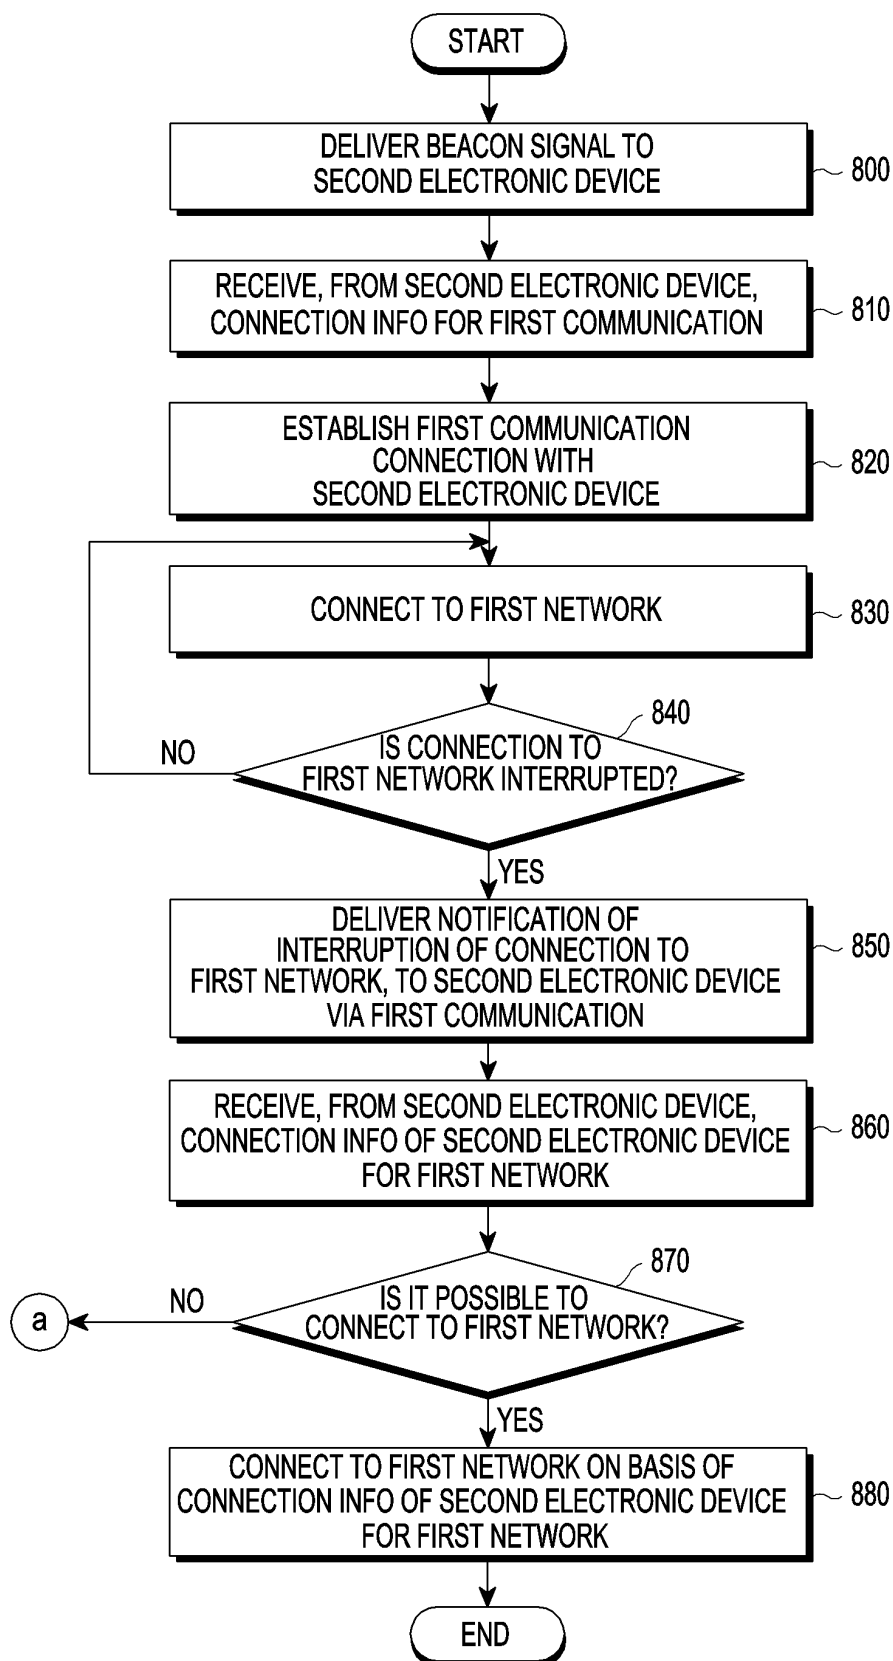 START
DELIVER BEACON SIGNAL TO
SECOND ELECTRONIC DEVICE
800
RECEIVE, FROM SECOND ELECTRONIC DEVICE,
CONNECTION INFO FOR FIRST COMMUNICATION
810
ESTABLISH FIRST COMMUNICATION
CONNECTION WITH
SECOND ELECTRONIC DEVICE
820
CONNECT TO FIRST NETWORK
830
840
IS CONNECTION TO
FIRST NETWORK INTERRUPTED?
NO
YES
DELIVER NOTIFICATION OF
INTERRUPTION OF CONNECTION TO
FIRST NETWORK, TO SECOND ELECTRONIC DEVICE
VIA FIRST COMMUNICATION
850
RECEIVE, FROM SECOND ELECTRONIC DEVICE,
CONNECTION INFO OF SECOND ELECTRONIC DEVICE
FOR FIRST NETWORK
860
870
IS IT POSSIBLE TO
CONNECT TO FIRST NETWORK?
NO
a
YES
CONNECT TO FIRST NETWORK ON BASIS OF
CONNECTION INFO OF SECOND ELECTRONIC DEVICE
FOR FIRST NETWORK
880
END